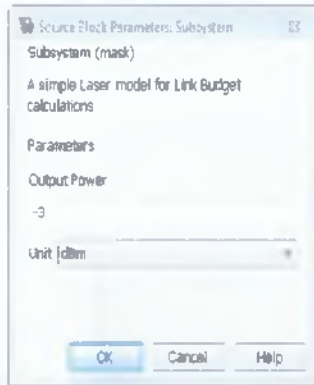 Source Block Parameters: Subsystem
Subsystem (mask)
A simple Laser model for Link Budget
calculations
Parameters
Output Power
-3
Unit dBm
OK Cancel Help